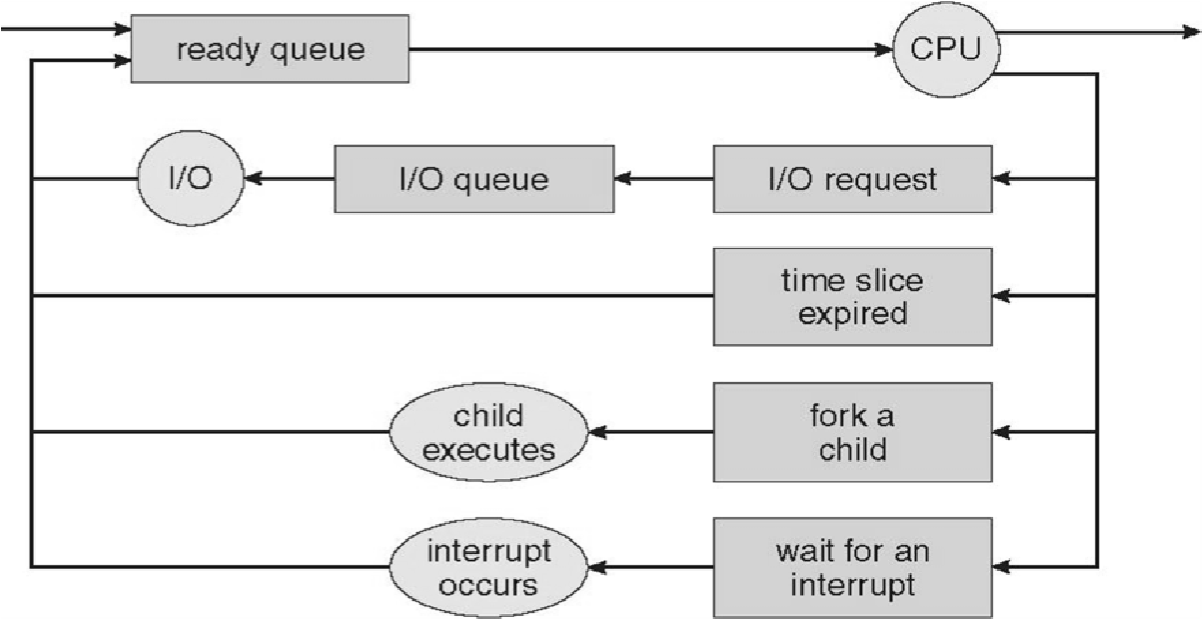 ready queue
CPU
I/O
I/O queue
I/O request
time slice
expired
child
executes
fork a
child
interrupt
occurs
wait for an
interrupt